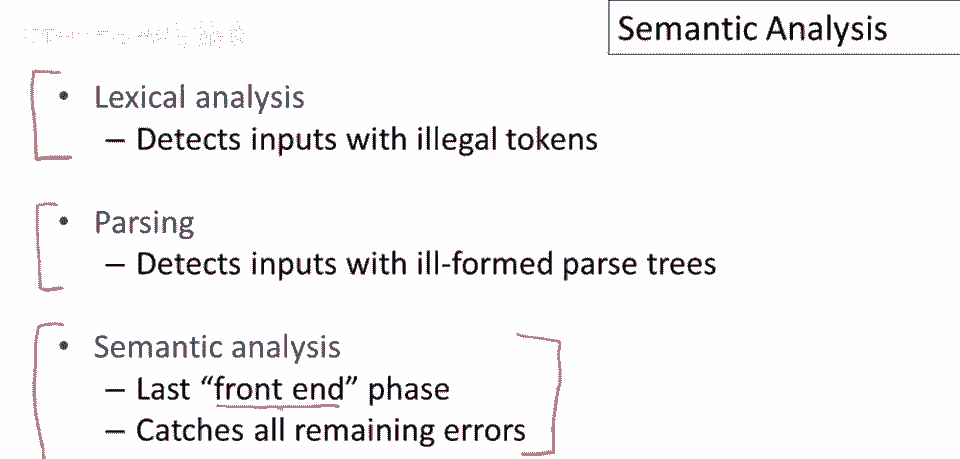 Semantic Analysis
• Lexical analysis
– Detects inputs with illegal tokens
• Parsing
– Detects inputs with ill-formed parse trees
• Semantic analysis
– Last “front end” phase
– Catches all remaining errors